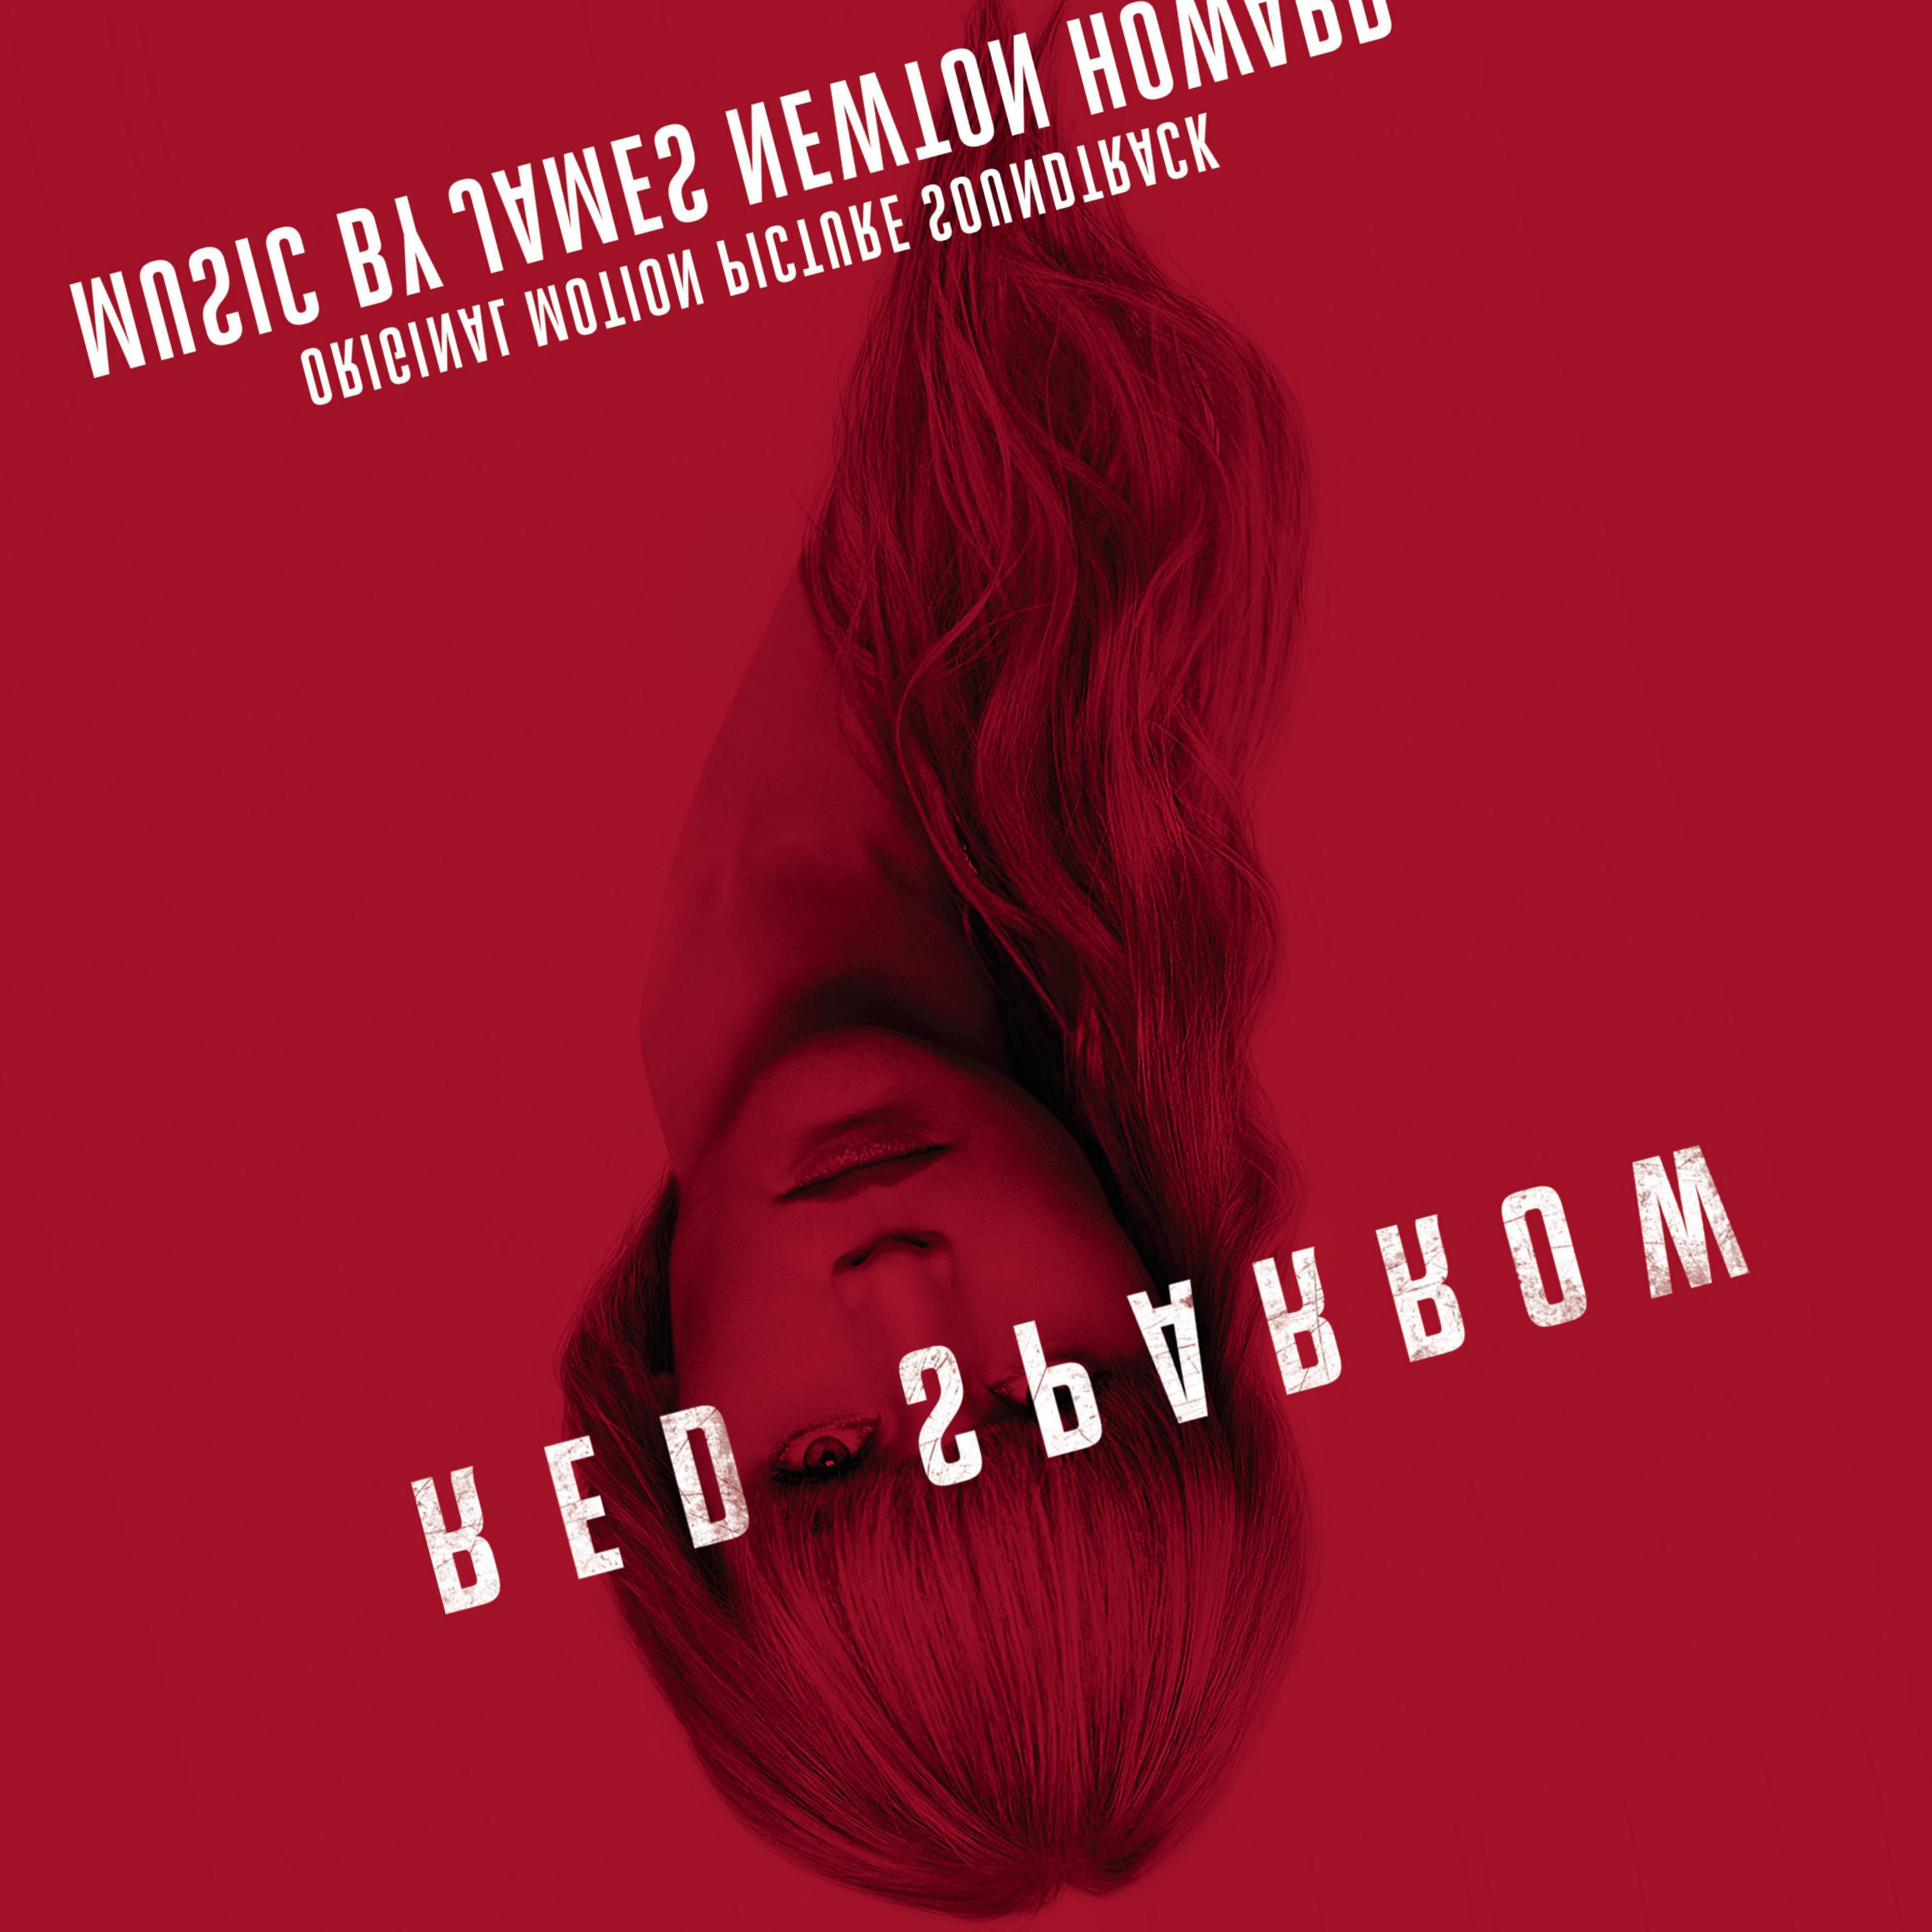 RED SPARROW
ORIGINAL MOTION PICTURE SOUNDTRACK
MUSIC BY JAMES NEWTON HOWARD